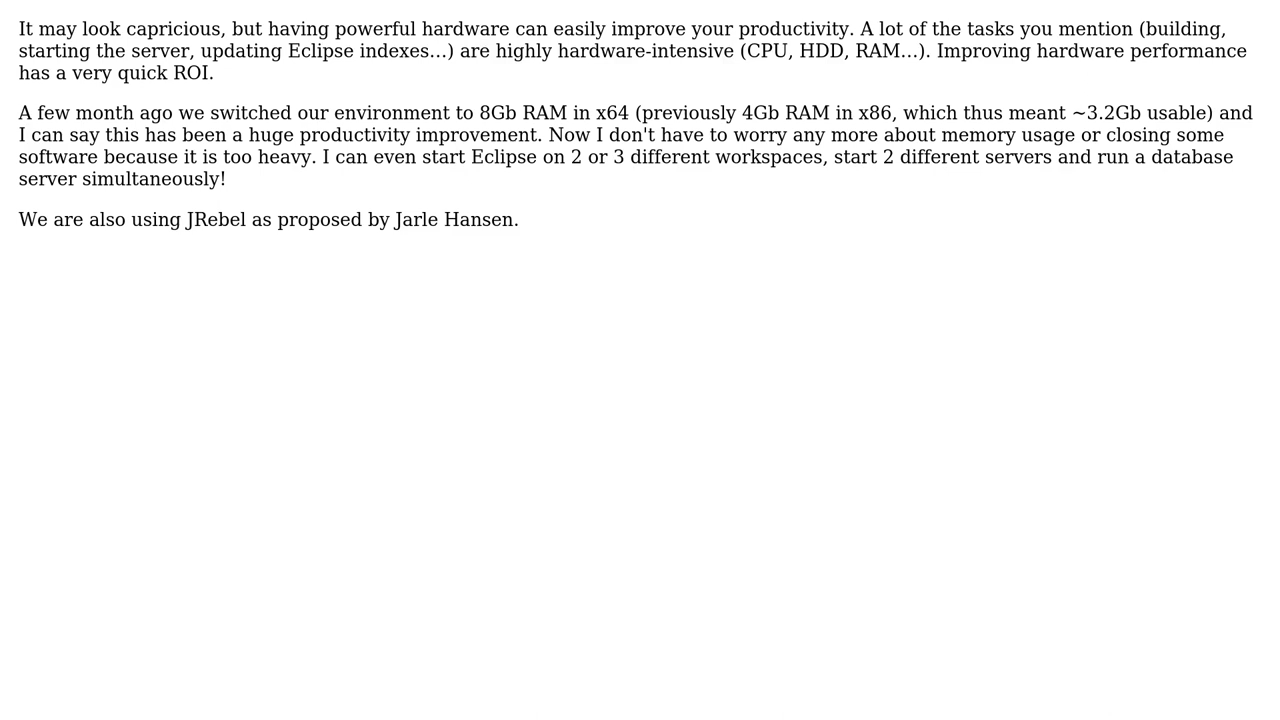 It may look capricious, but having powerful hardware can easily improve your productivity. A lot of the tasks you mention (building,
starting the server, updating Eclipse indexes...) are highly hardware-intensive (CPU, HDD, RAM...). Improving hardware performance
has a very quick ROI.
A few month ago we switched our environment to 8Gb RAM in x64 (previously 4Gb RAM in x86, which thus meant ~3.2Gb usable) and
I can say this has been a huge productivity improvement. Now I don't have to worry any more about memory usage or closing some
software because it is too heavy. I can even start Eclipse on 2 or 3 different workspaces, start 2 different servers and run a database
server simultaneously!
We are also using JRebel as proposed by Jarle Hansen.